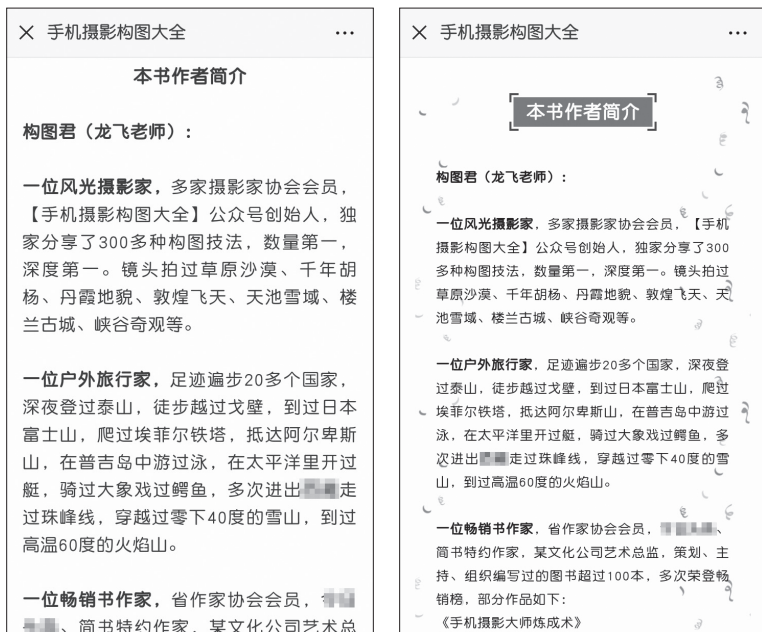 手机摄影构图大全
本书作者简介
构图君（龙飞老师）：
一位风光摄影家，多家摄影家协会会员，
【手机摄影构图大全】公众号创始人，独
家分享了300多种构图技法，数量第一，
深度第一。镜头拍过草原沙漠、千年胡
杨、丹霞地貌、敦煌飞天、天池雪域、楼
兰古城、峡谷奇观等。
一位户外旅行家，足迹遍步20多个国家，
深夜登过泰山，徒步越过戈壁，到过日本
富士山，爬过埃菲尔铁塔，抵达阿尔卑斯
山，在普吉岛中游过泳，在太平洋里开过
艇，骑过大象戏过鳄鱼，多次进出走
过珠峰线，穿越过零下40度的雪山，到过
高温60度的火焰山。
一位畅销书作家，省作家协会会员，
、简书特约作家，某文化公司艺术总
手机摄影构图大全
本书作者简介
构图君（龙飞老师）：
一位风光摄影家，多家摄影家协会会员，【手机
摄影构图大全】公众号创始人，独家分享了300
多种构图技法，数量第一，深度第一。镜头拍过
草原沙漠、千年胡杨、丹霞地貌、敦煌飞天、天
池雪域、楼兰古城、峡谷奇观等。
一位户外旅行家，足迹遍步20多个国家，深夜登
过泰山，徒步越过戈壁，到过日本富士山，爬过
埃菲尔铁塔，抵达阿尔卑斯山，在普吉岛中游过
泳，在太平洋里开过艇，骑过大象戏过鳄鱼，多
次进出走过珠峰线，穿越过零下40度的雪
山，到过高温60度的火焰山。
一位畅销书作家，省作家协会会员，、
简书特约作家，某文化公司艺术总监，策划、主
持、组织编写过的图书超过100本，多次荣登畅
销榜，部分作品如下：
《手机摄影大师炼成术》